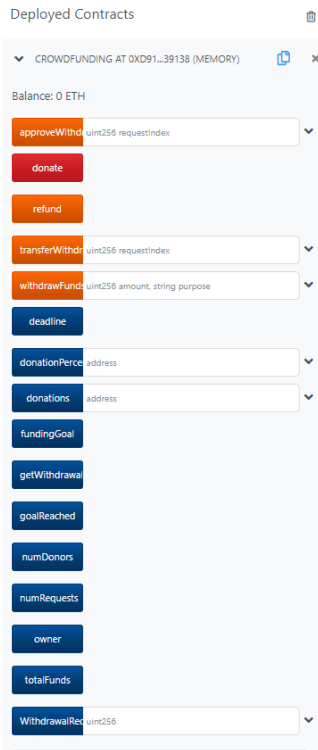 Deployed Contracts
CROWDFUNDING AT 0XD91...39138 (MEMORY)
Balance: 0 ETH
approveWithdr uint256 requestIndex
donate
refund
transferWithdr uint256 requestIndex
withdrawFunds uint256 amount, string purpose
deadline
donationPerce address
donations address
fundingGoal
getWithdrawal
goalReached
numDonors
numRequests
owner
totalFunds
WithdrawalRec uint256